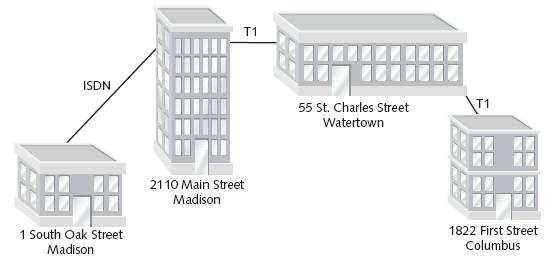 T1
ISDN
55 St. Charles Street
Watertown
T1
2110 Main Street
Madison
1 South Oak Street
Madison
1822 First Street
Columbus